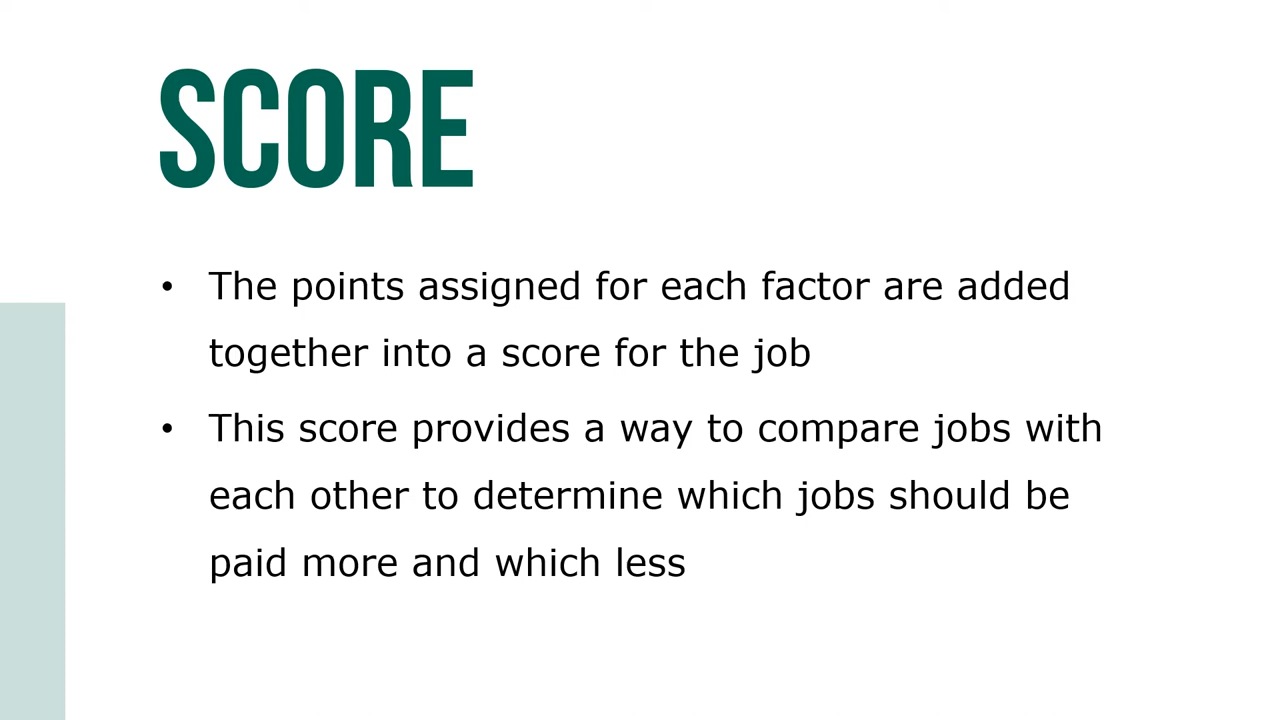 SCORE
• The points assigned for each factor are added
together into a score for the job
• This score provides a way to compare jobs with
each other to determine which jobs should be
paid more and which less